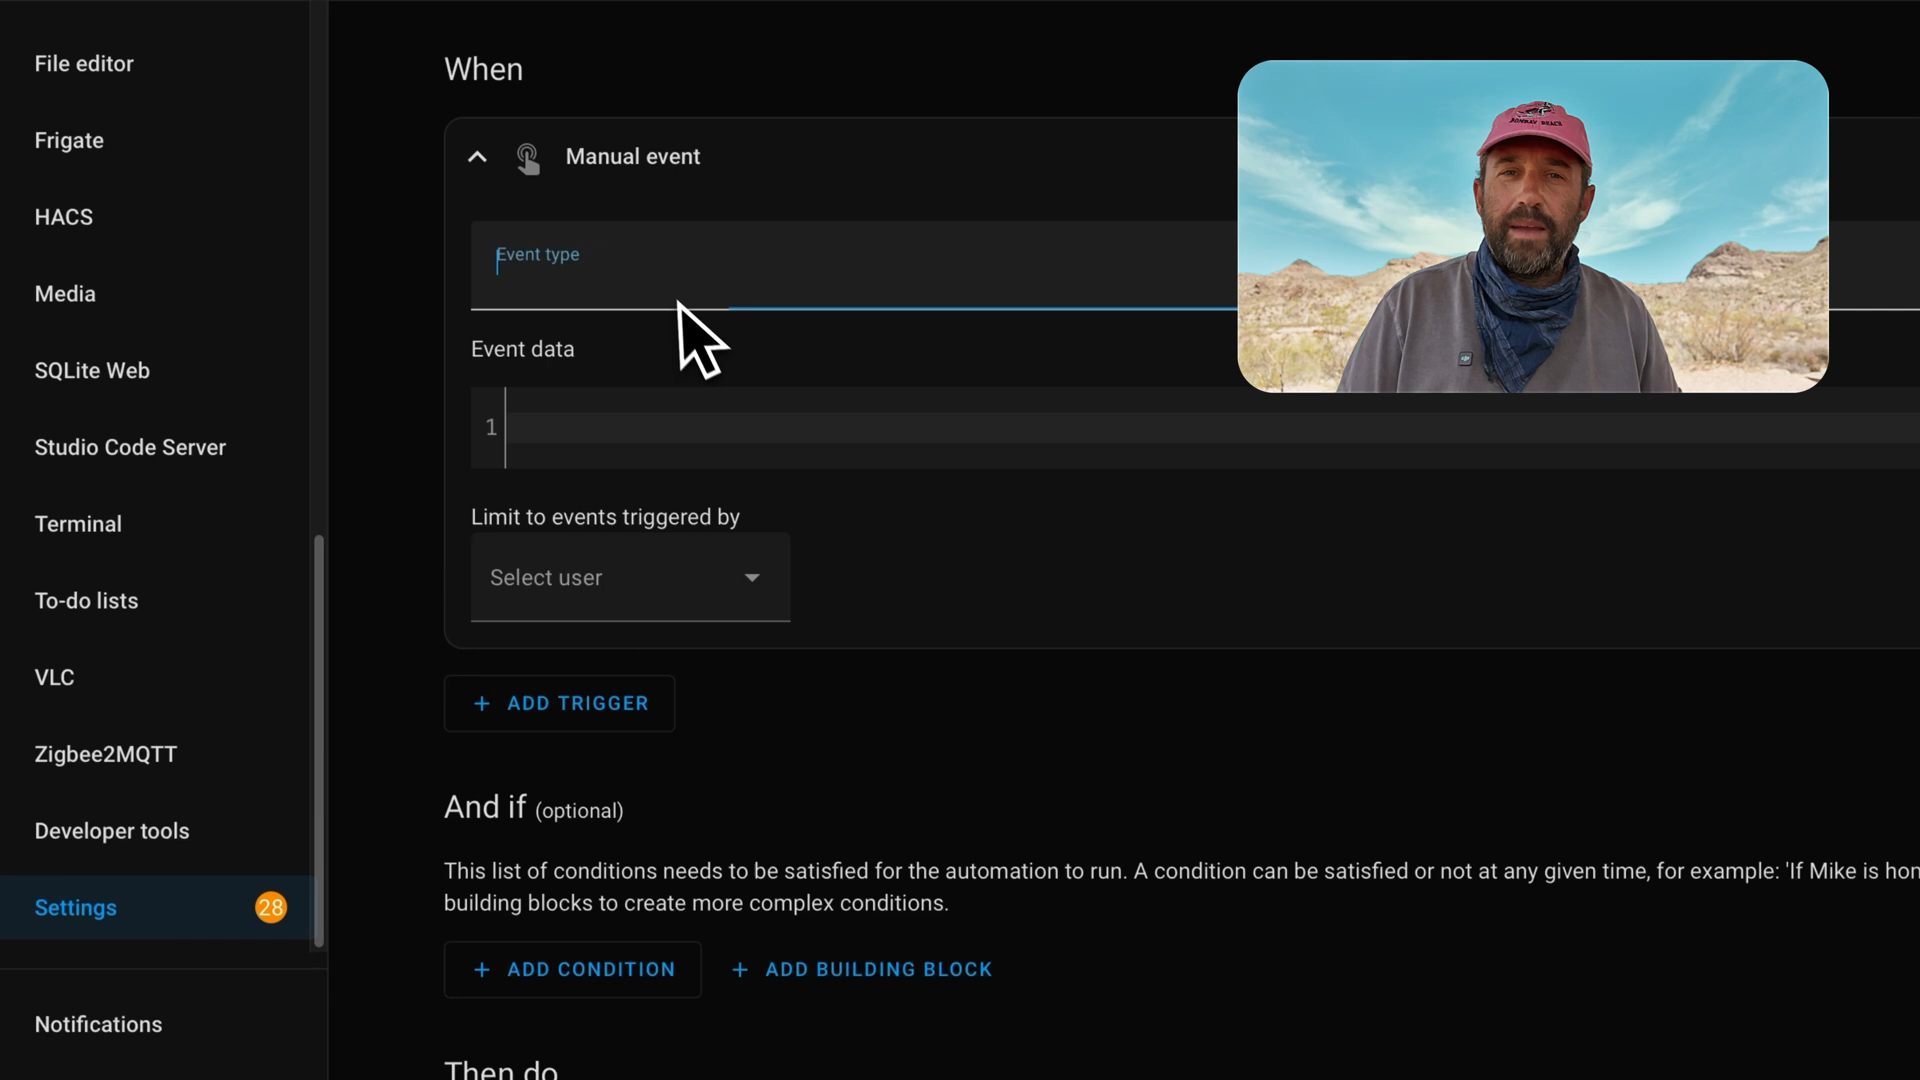 File editor
Frigate
HACS
Media
SQLite Web
Studio Code Server
Terminal
To-do lists
VLC
Zigbee2MQTT
Developer tools
Settings 28
Notifications
When
Manual event
Event type
Event data
1
Limit to events triggered by
Select user
+ ADD TRIGGER
And if (optional)
This list of conditions needs to be satisfied for the automation to run. A condition can be satisfied or not at any given time, for example: 'If Mike is hom
building blocks to create more complex conditions.
+ ADD CONDITION + ADD BUILDING BLOCK
Then do